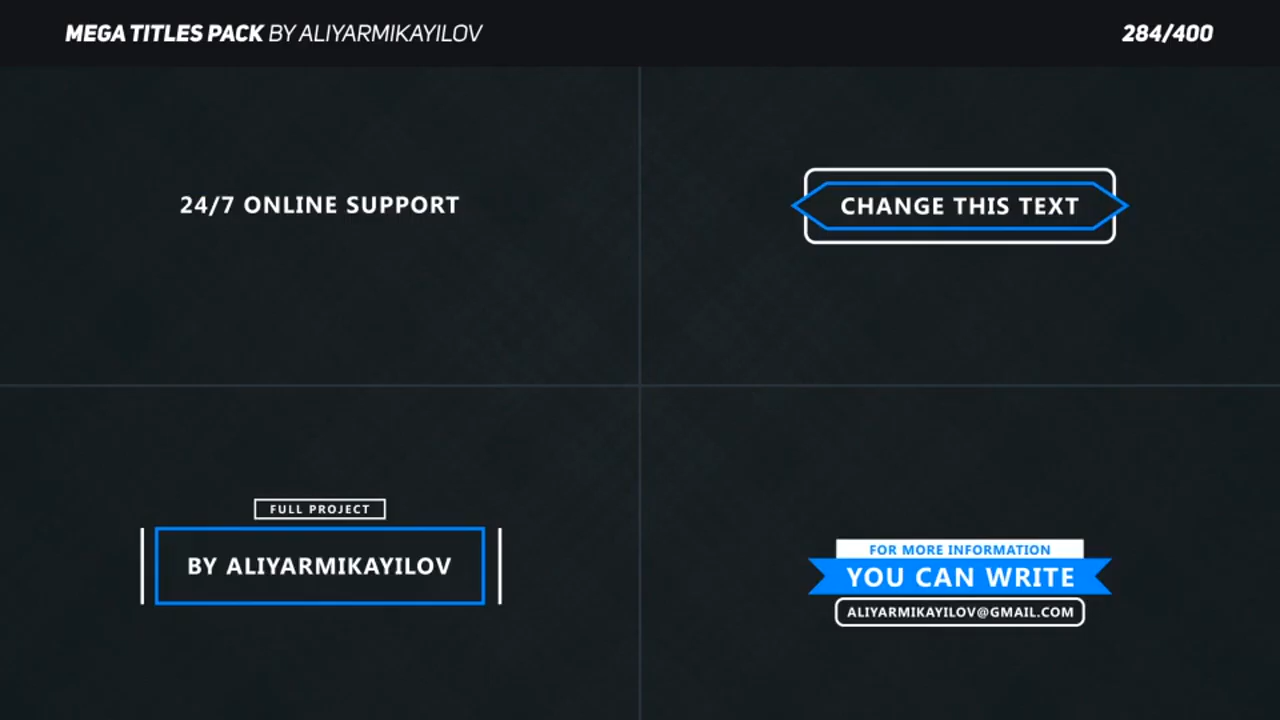 MEGA TITLES PACK BY ALIYARMIKAYILOV
284/400
24/7 ONLINE SUPPORT
CHANGE THIS TEXT
FULL PROJECT
BY ALIYARMIKAYILOV
FOR MORE INFORMATION
YOU CAN WRITE
ALIYARMIKAYILOV@GMAIL.COM